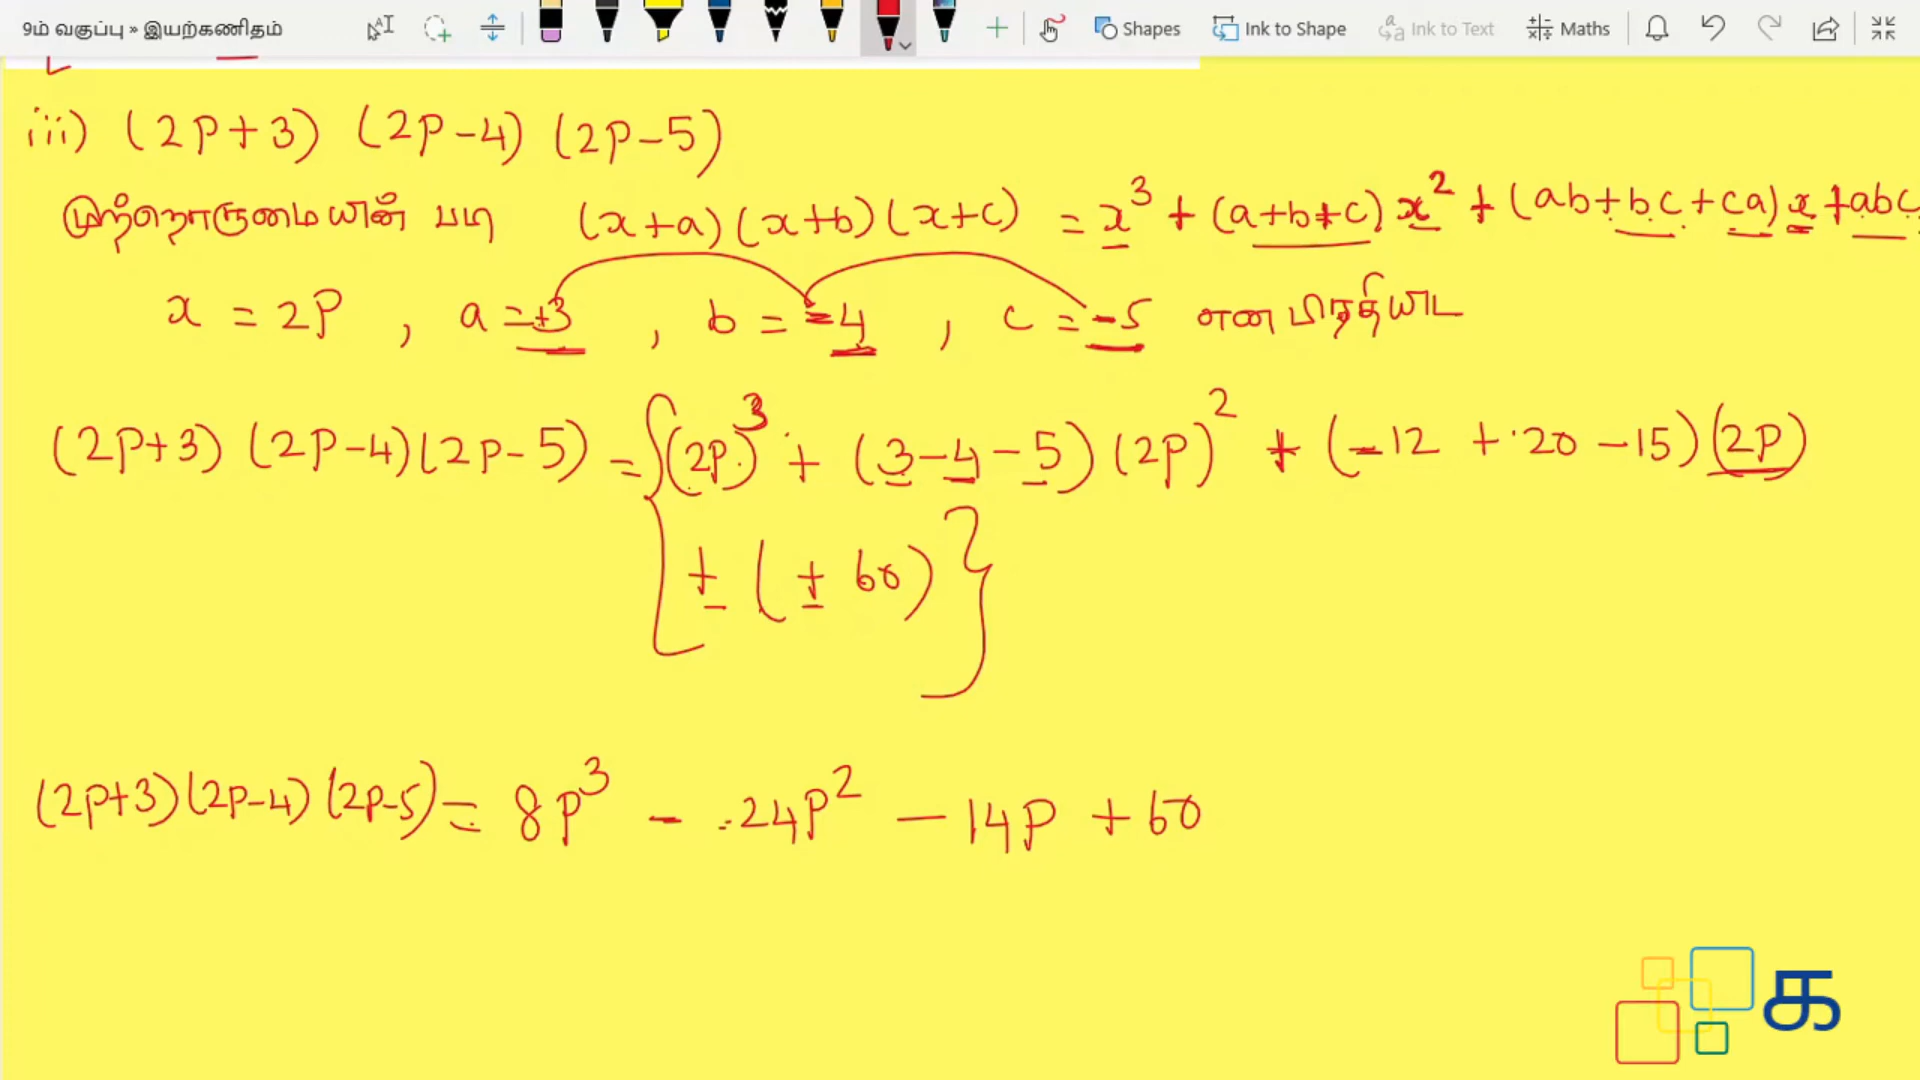 9ம் வகுப்பு » இயற்கணிதம்
Shapes
Ink to Shape
Ink to Text
Maths
iii) (2p+3) (2p-4) (2p-5)
முற்றொருமையின் படி (x+a)(x+b)(x+c) = x³ + (a+b+c) x² + (ab+bc+ca) x + abc
x = 2p , a = +3 , b = -4 , c = -5 என பிரதியிட
(2p+3) (2p-4)(2p-5) = {(2p)³ + (3-4-5)(2p)² + (-12 + 20 -15)(2p)
+ (+ 60)}
(2p+3)(2p-4)(2p-5) = 8p³ - 24p² - 14p + 60
க